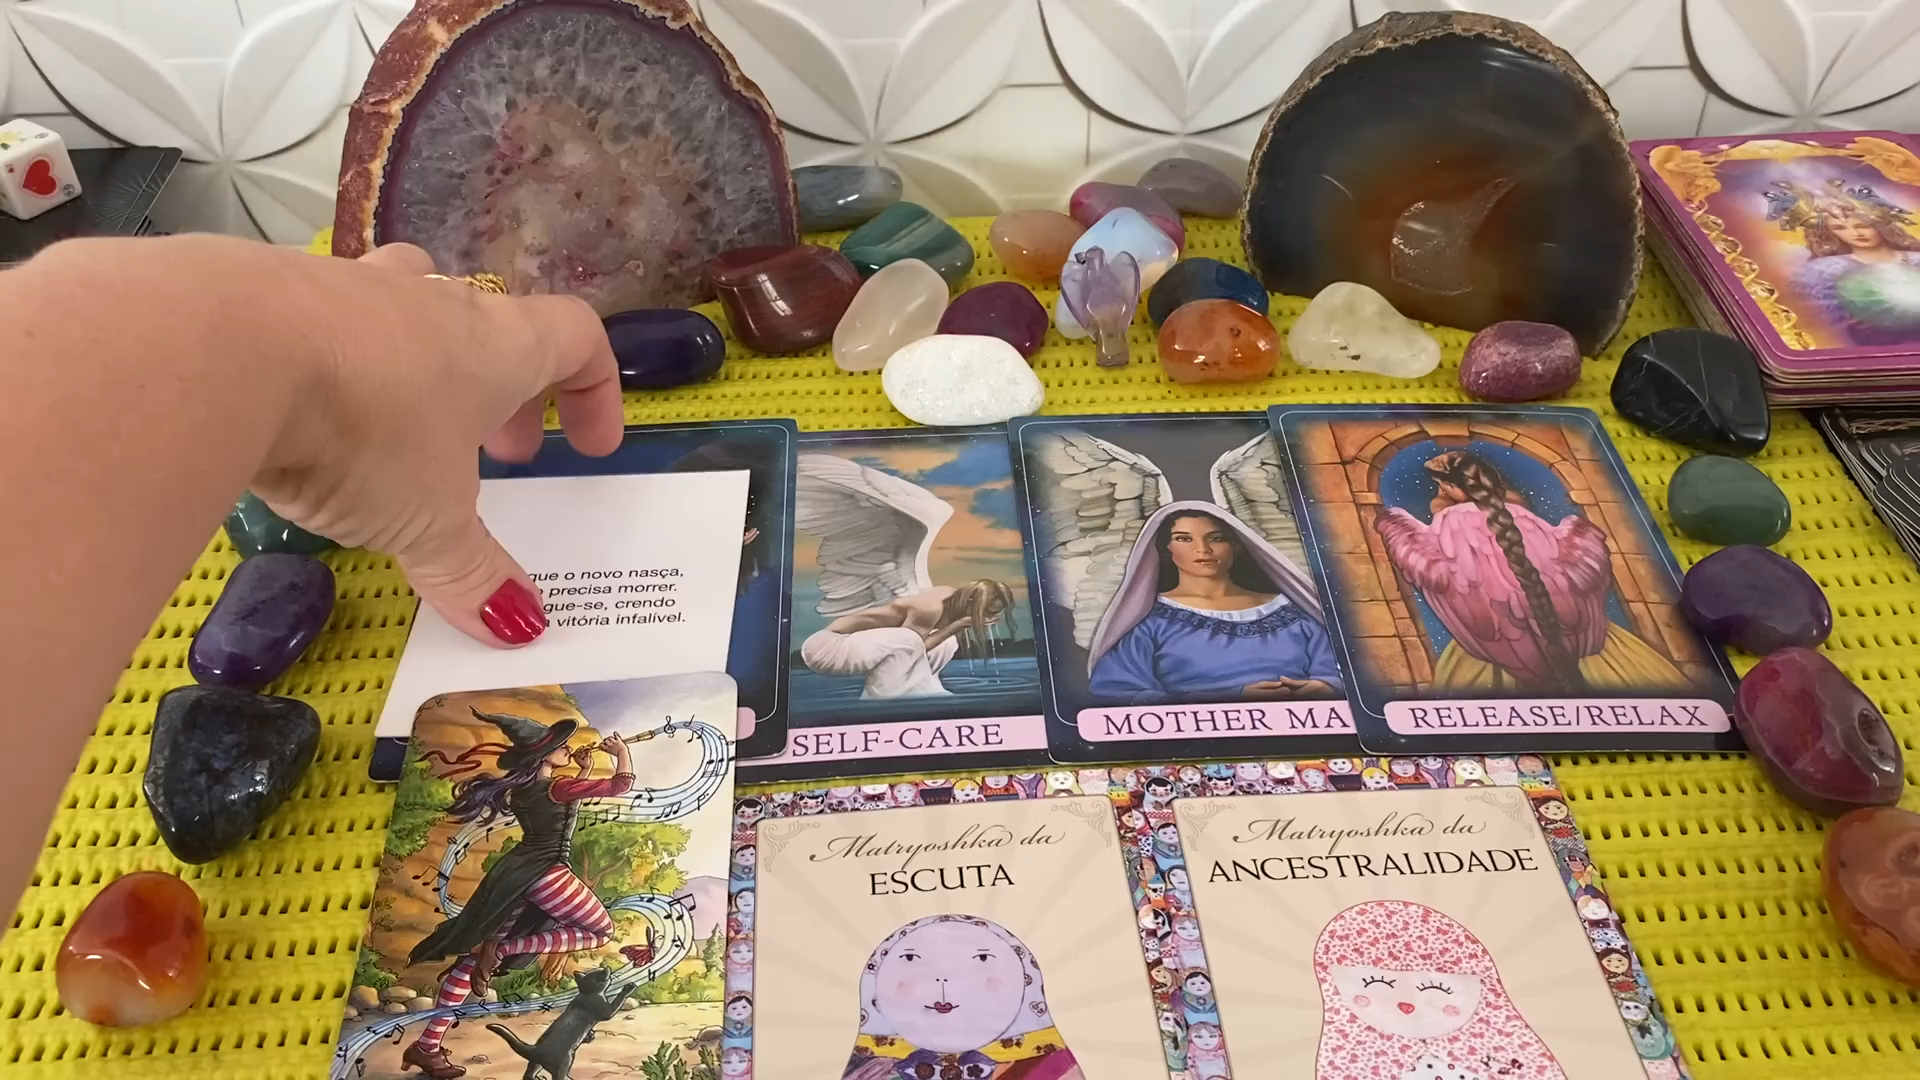 que o novo nasça,
precisa morrer.
gue-se, crendo
vitória infalível.
SELF-CARE
MOTHER MA
RELEASE/RELAX
Matryoshka da
ESCUTA
Matryoshka da
ANCESTRALIDADE